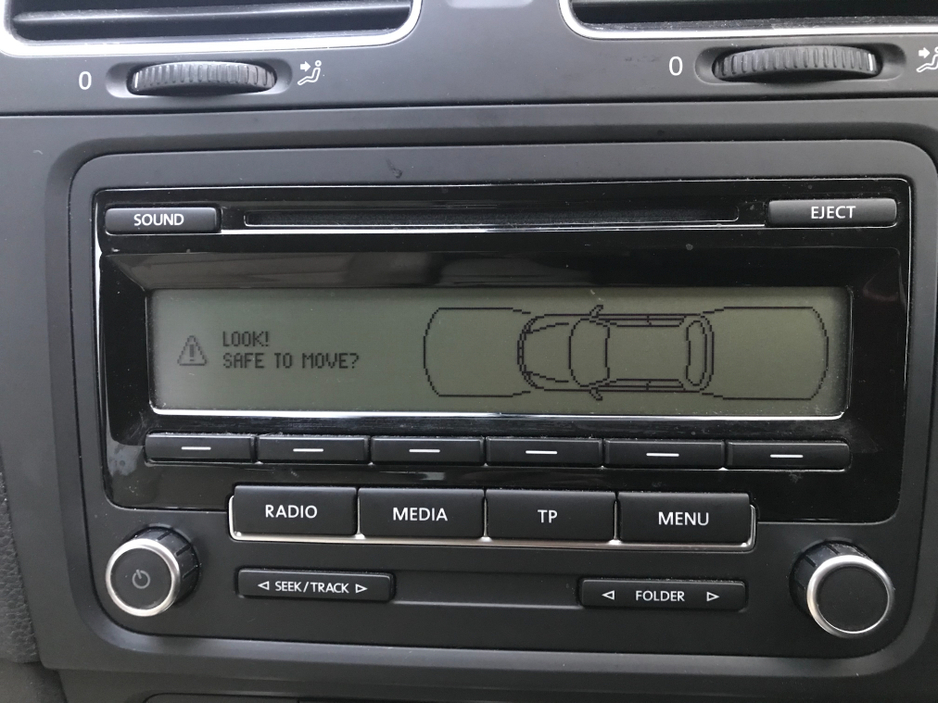 0
0
SOUND
EJECT
LOOK!
SAFE TO MOVE?
RADIO
MEDIA
TP
MENU
SEEK/TRACK
FOLDER